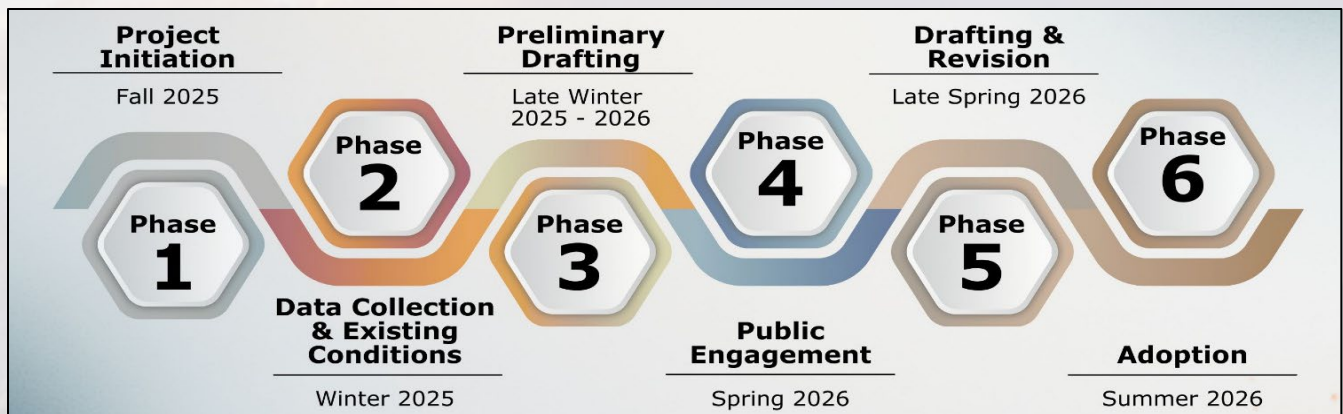 Project
Initiation
Fall 2025
Phase
1
Phase
2
Data Collection
& Existing
Conditions
Winter 2025
Preliminary
Drafting
Late Winter
2025 - 2026
Phase
3
Phase
4
Public
Engagement
Spring 2026
Drafting &
Revision
Late Spring 2026
Phase
5
Phase
6
Adoption
Summer 2026